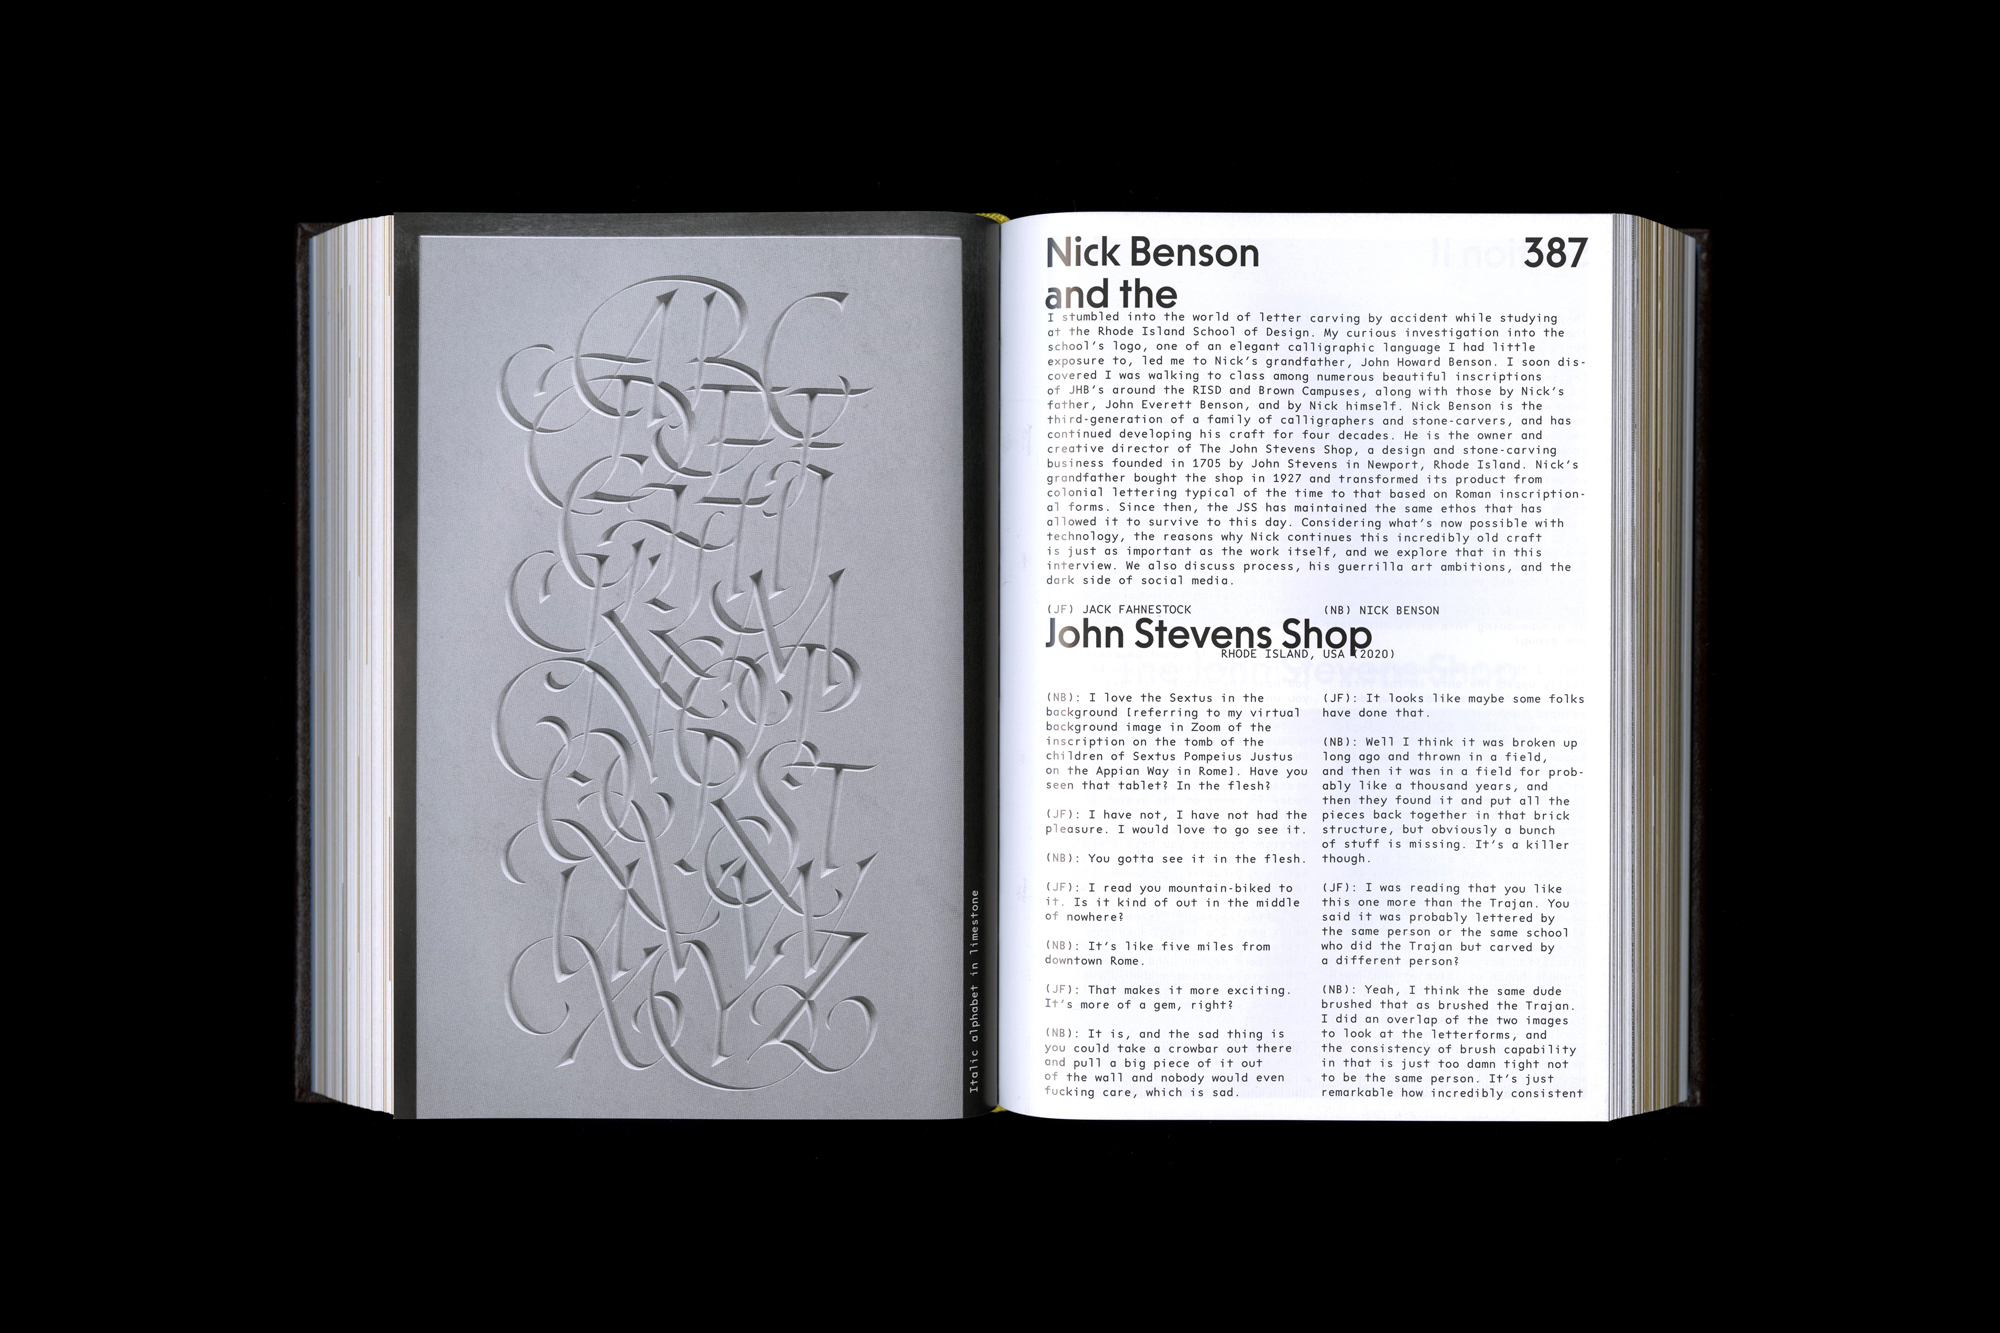 ABC
DEF
GHIJ
KLM
NOP
QRST
UVW
XYZ
Italic alphabet in limestone
Nick Benson
and the
387
I stumbled into the world of letter carving by accident while studying
at the Rhode Island School of Design. My curious investigation into the
school's logo, one of an elegant calligraphic language I had little
exposure to, led me to Nick's grandfather, John Howard Benson. I soon dis-
covered I was walking to class among numerous beautiful inscriptions
of JHB's around the RISD and Brown Campuses, along with those by Nick's
father, John Everett Benson, and by Nick himself. Nick Benson is the
third-generation of a family of calligraphers and stone-carvers, and has
continued developing his craft for four decades. He is the owner and
creative director of The John Stevens Shop, a design and stone-carving
business founded in 1705 by John Stevens in Newport, Rhode Island. Nick's
grandfather bought the shop in 1927 and transformed its product from
colonial lettering typical of the time to that based on Roman inscription-
al forms. Since then, the JSS has maintained the same ethos that has
allowed it to survive to this day. Considering what's now possible with
technology, the reasons why Nick continues this incredibly old craft
is just as important as the work itself, and we explore that in this
interview. We also discuss process, his guerrilla art ambitions, and the
dark side of social media.
(JF) JACK FAHNESTOCK
(NB) NICK BENSON
John Stevens Shop
RHODE ISLAND, USA (2020)
(NB): I love the Sextus in the
background [referring to my virtual
background image in Zoom of the
inscription on the tomb of the
children of Sextus Pompeius Justus
on the Appian Way in Rome]. Have you
seen that tablet? In the flesh?
(JF): I have not, I have not had the
pleasure. I would love to go see it.
(NB): You gotta see it in the flesh.
(JF): I read you mountain-biked to
it. Is it kind of out in the middle
of nowhere?
(NB): It's like five miles from
downtown Rome.
(JF): That makes it more exciting.
It's more of a gem, right?
(NB): It is, and the sad thing is
you could take a crowbar out there
and pull a big piece of it out
of the wall and nobody would even
fucking care, which is sad.
(JF): It looks like maybe some folks
have done that.
(NB): Well I think it was broken up
long ago and thrown in a field,
and then it was in a field for prob-
ably like a thousand years, and
then they found it and put all the
pieces back together in that brick
structure, but obviously a bunch
of stuff is missing. It's a killer
though.
(JF): I was reading that you like
this one more than the Trajan. You
said it was probably lettered by
the same person or the same school
who did the Trajan but carved by
a different person?
(NB): Yeah, I think the same dude
brushed that as brushed the Trajan.
I did an overlap of the two images
to look at the letterforms, and
the consistency of brush capability
in that is just too damn tight not
to be the same person. It's just
remarkable how incredibly consistent